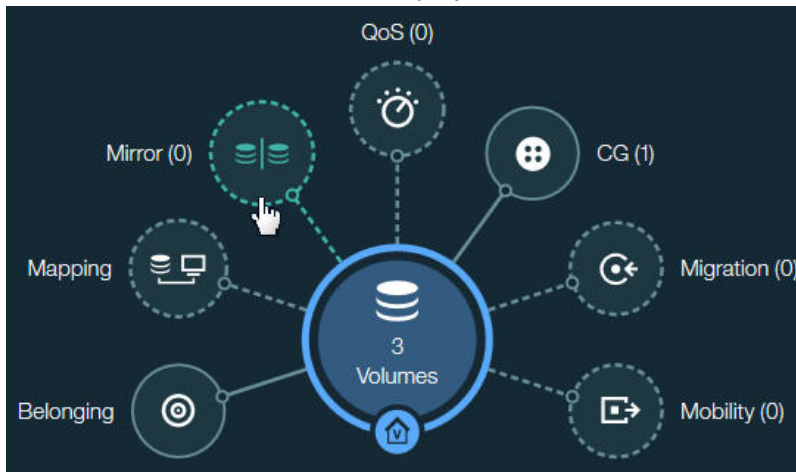 QoS (0)
Mirror (0)
CG (1)
Mapping
Migration (0)
3
Volumes
Belonging
Mobility (0)
V